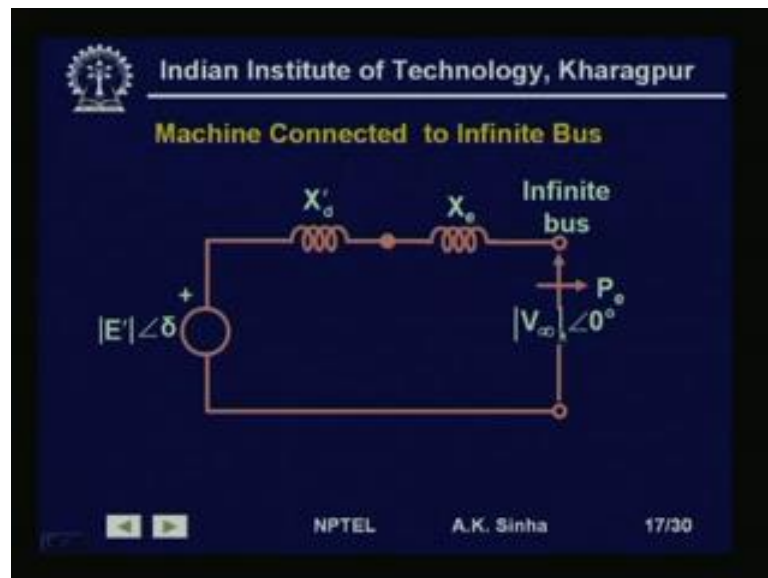 Indian Institute of Technology, Kharagpur
Machine Connected to Infinite Bus
X'd
Xe
Infinite
bus
+
Pe
|E'|∠δ
|V∞|∠0°
NPTEL A.K. Sinha 17/30